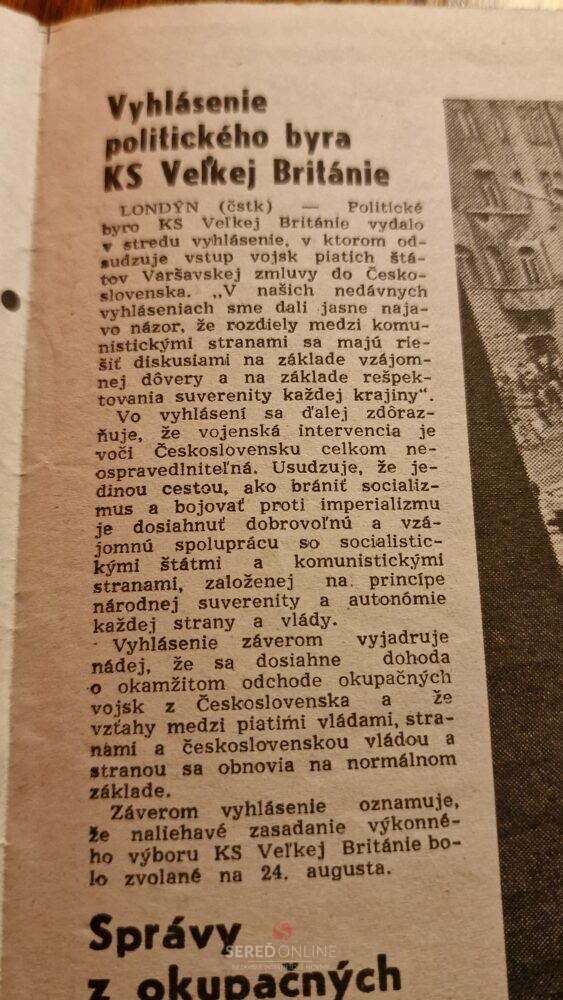 Vyhlásenie
politického byra
KS Veľkej Británie
LONDÝN (čstk) — Politické
byro KS Veľkej Británie vydalo
v stredu vyhlásenie, v ktorom od-
sudzuje vstup vojsk piatich štá-
tov Varšavskej zmluvy do Česko-
slovenska. „V našich nedávnych
vyhláseniach sme dali jasne naja-
vo názor, že rozdiely medzi komu-
nistickými stranami sa majú rie-
šiť diskusiami na základe vzájom-
nej dôvery a na základe rešpek-
tovania suverenity každej krajiny“.
Vo vyhlásení sa ďalej zdôraz-
ňuje, že vojenská intervencia je
voči Československu celkom ne-
ospravedlniteľná. Usudzuje, že je-
dinou cestou, ako brániť socializ-
mus a bojovať proti imperializmu
je dosiahnuť dobrovoľnú a vzá-
jomnú spoluprácu so socialistic-
kými štátmi a komunistickými
stranami, založenej na princípe
národnej suverenity a autonómie
každej strany a vlády.
Vyhlásenie záverom vyjadruje
nádej, že sa dosiahne dohoda
o okamžitom odchode okupačných
vojsk z Československa a že
vzťahy medzi piatimi vládami, stra-
nami a československou vládou a
stranou sa obnovia na normálnom
základe.
Záverom vyhlásenie oznamuje,
že naliehavé zasadanie výkonné-
ho výboru KS Veľkej Británie bo-
lo zvolané na 24. augusta.
Správy
z okupačných
SEREĎONLINE